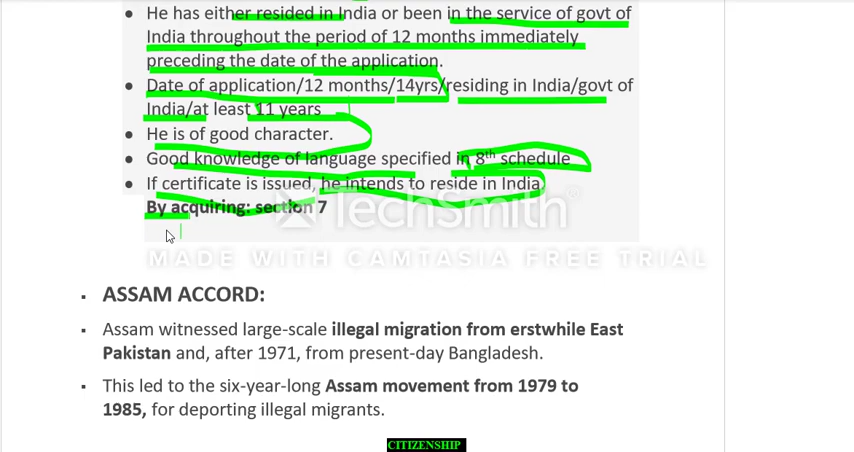 • He has either resided in India or been in the service of govt of
India throughout the period of 12 months immediately
preceding the date of the application.
• Date of application/12 months/14yrs/residing in India/govt of
India/at least 11 years
• He is of good character.
• Good knowledge of language specified in 8th schedule
• If certificate is issued, he intends to reside in India
By acquiring: section 7
TechSmith®
MADE WITH CAMTASIA FREE TRIAL
▪ ASSAM ACCORD:
▪ Assam witnessed large-scale illegal migration from erstwhile East
Pakistan and, after 1971, from present-day Bangladesh.
▪ This led to the six-year-long Assam movement from 1979 to
1985, for deporting illegal migrants.
CITIZENSHIP